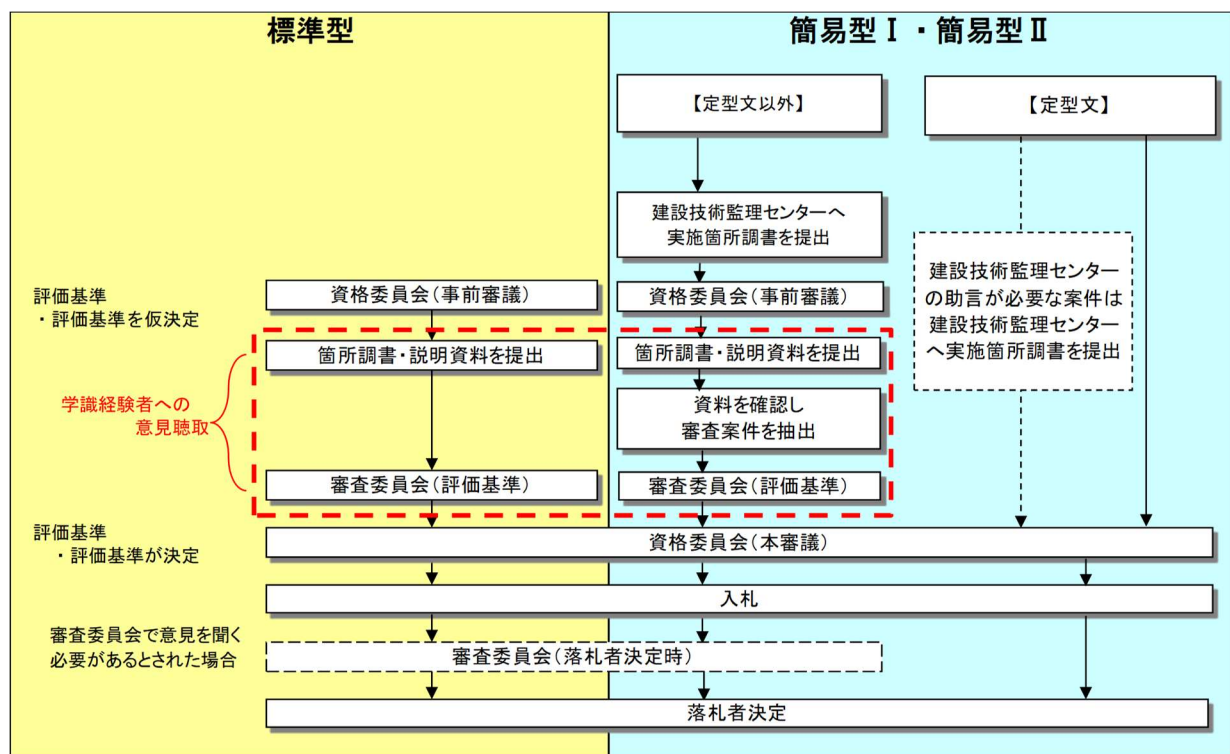 標準型
簡易型Ⅰ・簡易型Ⅱ
【定型文以外】
【定型文】
建設技術監理センターへ
実施箇所調書を提出
建設技術監理センター
の助言が必要な案件は
建設技術監理センター
へ実施箇所調書を提出
評価基準
・評価基準を仮決定
資格委員会(事前審議)
資格委員会(事前審議)
箇所調書・説明資料を提出
箇所調書・説明資料を提出
学識経験者への
意見聴取
資料を確認し
審査案件を抽出
審査委員会(評価基準)
審査委員会(評価基準)
評価基準
・評価基準が決定
資格委員会(本審議)
入札
審査委員会で意見を聞く
必要があるとされた場合
審査委員会(落札者決定時)
落札者決定